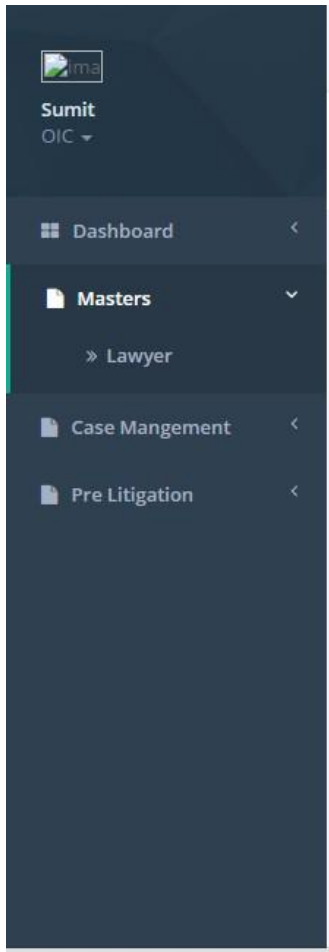 ima
Sumit
OIC
Dashboard
Masters
» Lawyer
Case Mangement
Pre Litigation